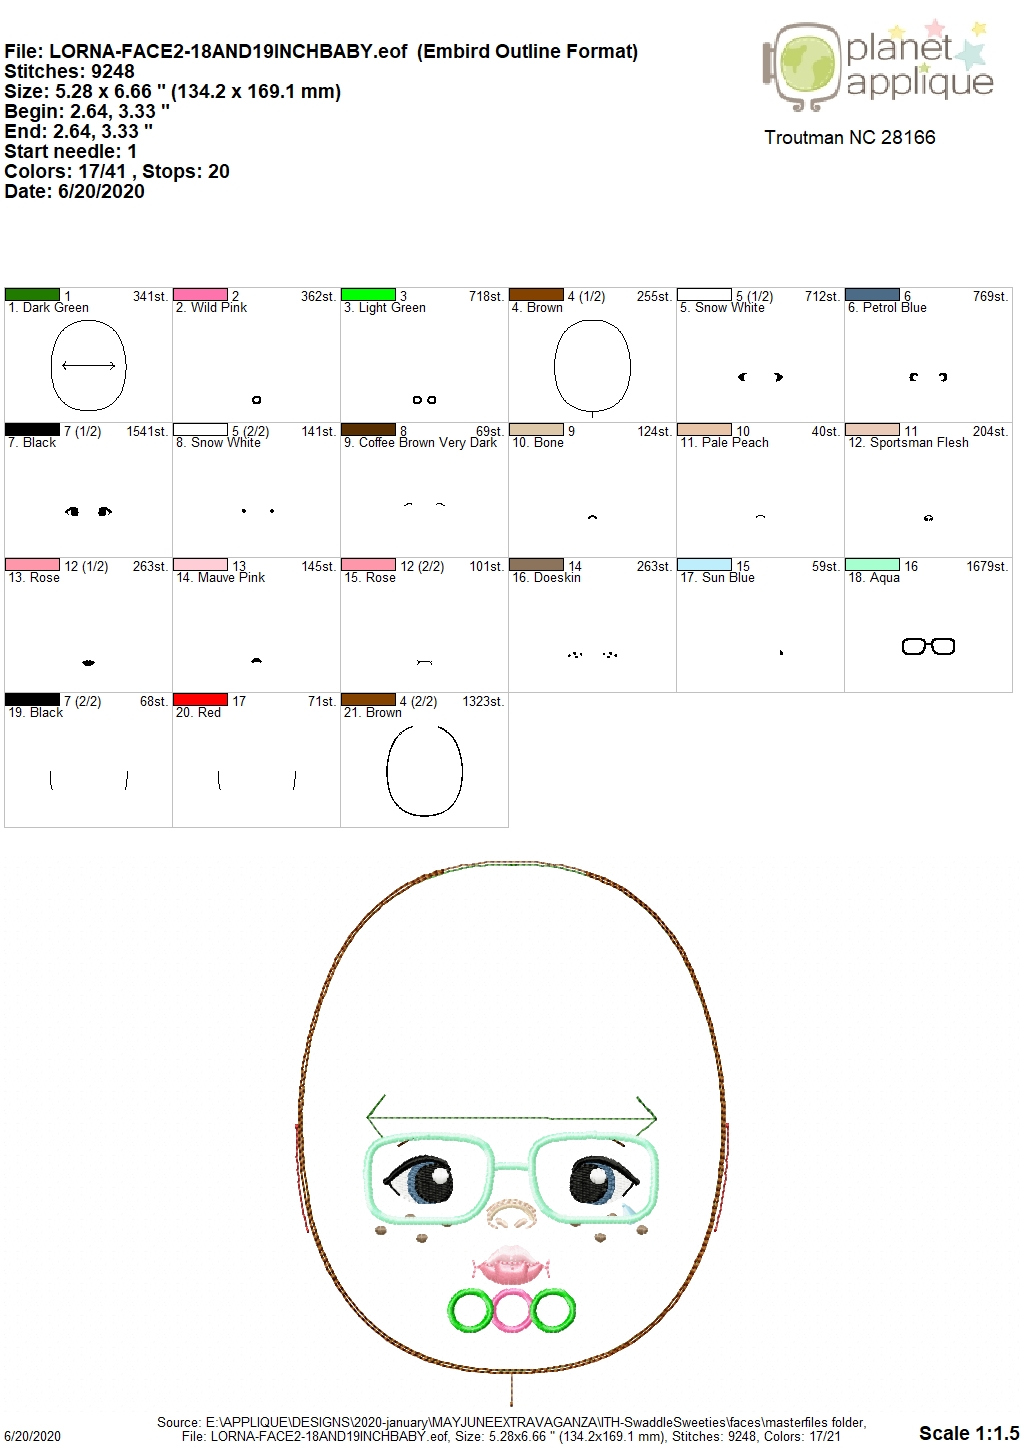 File: LORNA-FACE2-18AND19INCHBABY.eof  (Embird Outline Format)
Stitches: 9248
Size: 5.28 x 6.66 " (134.2 x 169.1 mm)
Begin: 2.64, 3.33 "
End: 2.64, 3.33 "
Start needle: 1
Colors: 17/41 , Stops: 20
Date: 6/20/2020
planet
applique
Troutman NC 28166
1 341st. 2 362st. 3 718st. 4 (1/2) 255st. 5 (1/2) 712st. 6 769st.
1. Dark Green 2. Wild Pink 3. Light Green 4. Brown 5. Snow White 6. Petrol Blue
7 (1/2) 1541st. 5 (2/2) 141st. 8 69st. 9 124st. 10 40st. 11 204st.
7. Black 8. Snow White 9. Coffee Brown Very Dark 10. Bone 11. Pale Peach 12. Sportsman Flesh
12 (1/2) 263st. 13 145st. 12 (2/2) 101st. 14 263st. 15 59st. 16 1679st.
13. Rose 14. Mauve Pink 15. Rose 16. Doeskin 17. Sun Blue 18. Aqua
7 (2/2) 68st. 17 71st. 4 (2/2) 1323st.
19. Black 20. Red 21. Brown
Source: E:\APPLIQUE\DESIGNS\2020-january\MAYJUNEEXTRAVAGANZA\ITH-SwaddleSweeties\faces\masterfiles folder,
6/20/2020 File: LORNA-FACE2-18AND19INCHBABY.eof, Size: 5.28x6.66 " (134.2x169.1 mm), Stitches: 9248, Colors: 17/21 Scale 1:1.5